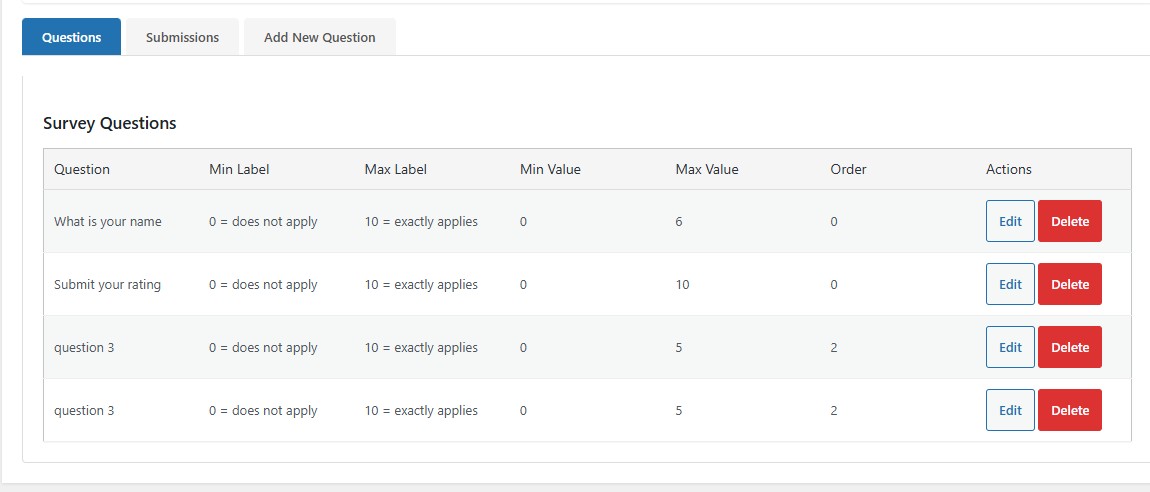 Questions Submissions Add New Question
Survey Questions
Question Min Label Max Label Min Value Max Value Order Actions
What is your name 0 = does not apply 10 = exactly applies 0 6 0 Edit Delete
Submit your rating 0 = does not apply 10 = exactly applies 0 10 0 Edit Delete
question 3 0 = does not apply 10 = exactly applies 0 5 2 Edit Delete
question 3 0 = does not apply 10 = exactly applies 0 5 2 Edit Delete